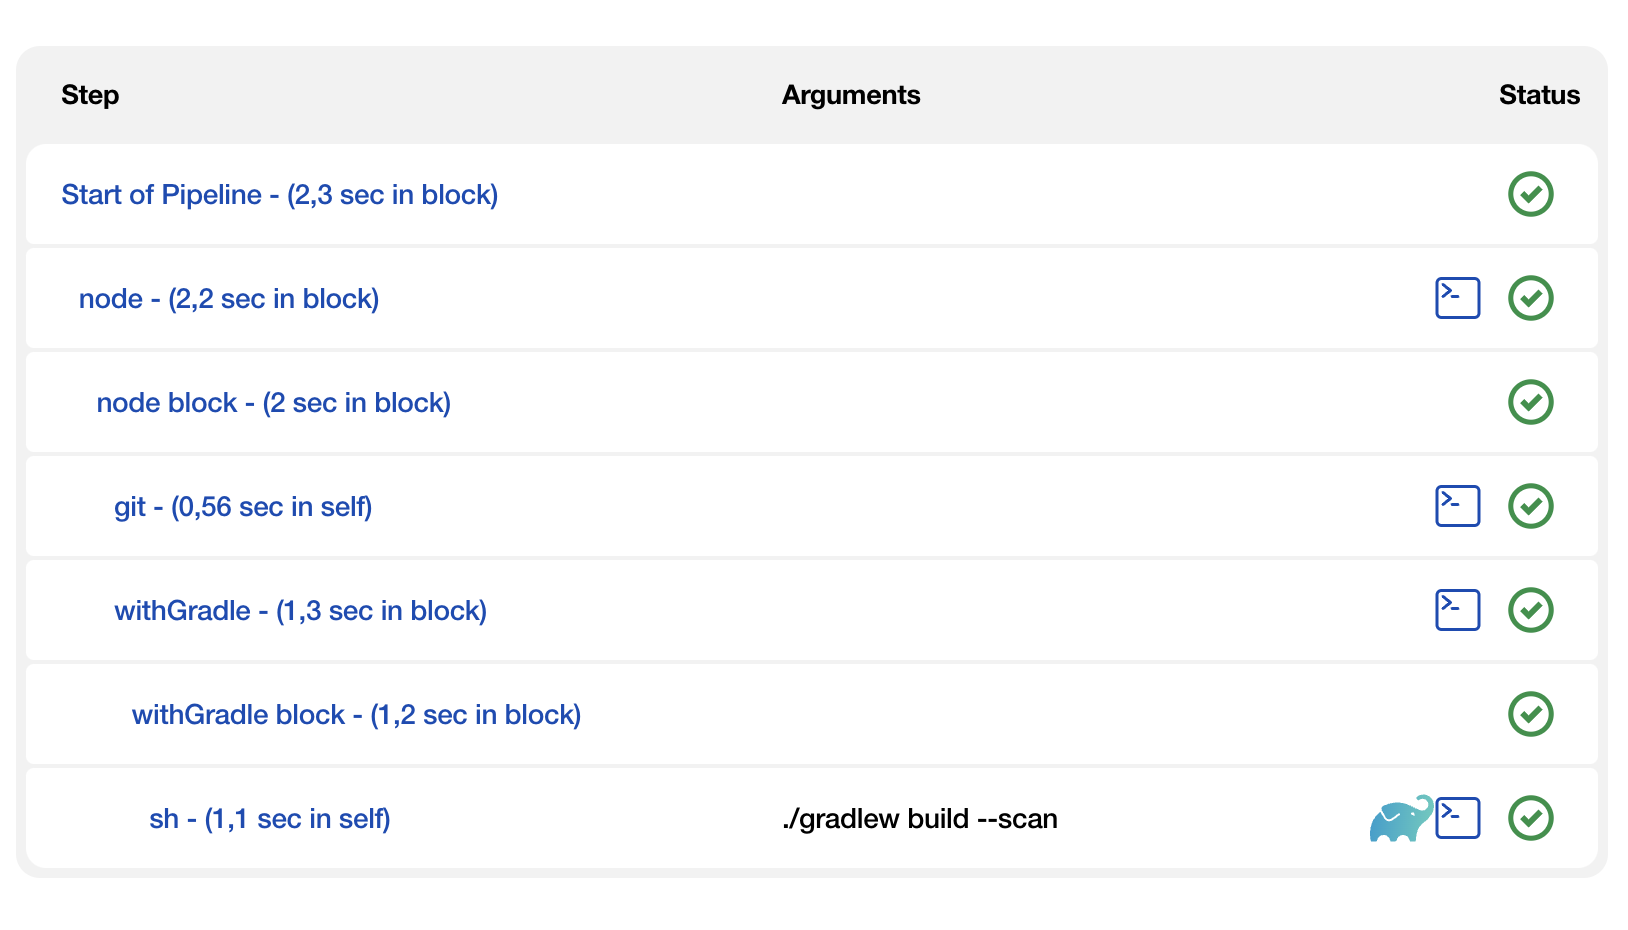 Step Arguments Status
Start of Pipeline - (2,3 sec in block)
node - (2,2 sec in block)
node block - (2 sec in block)
git - (0,56 sec in self)
withGradle - (1,3 sec in block)
withGradle block - (1,2 sec in block)
sh - (1,1 sec in self) ./gradlew build --scan